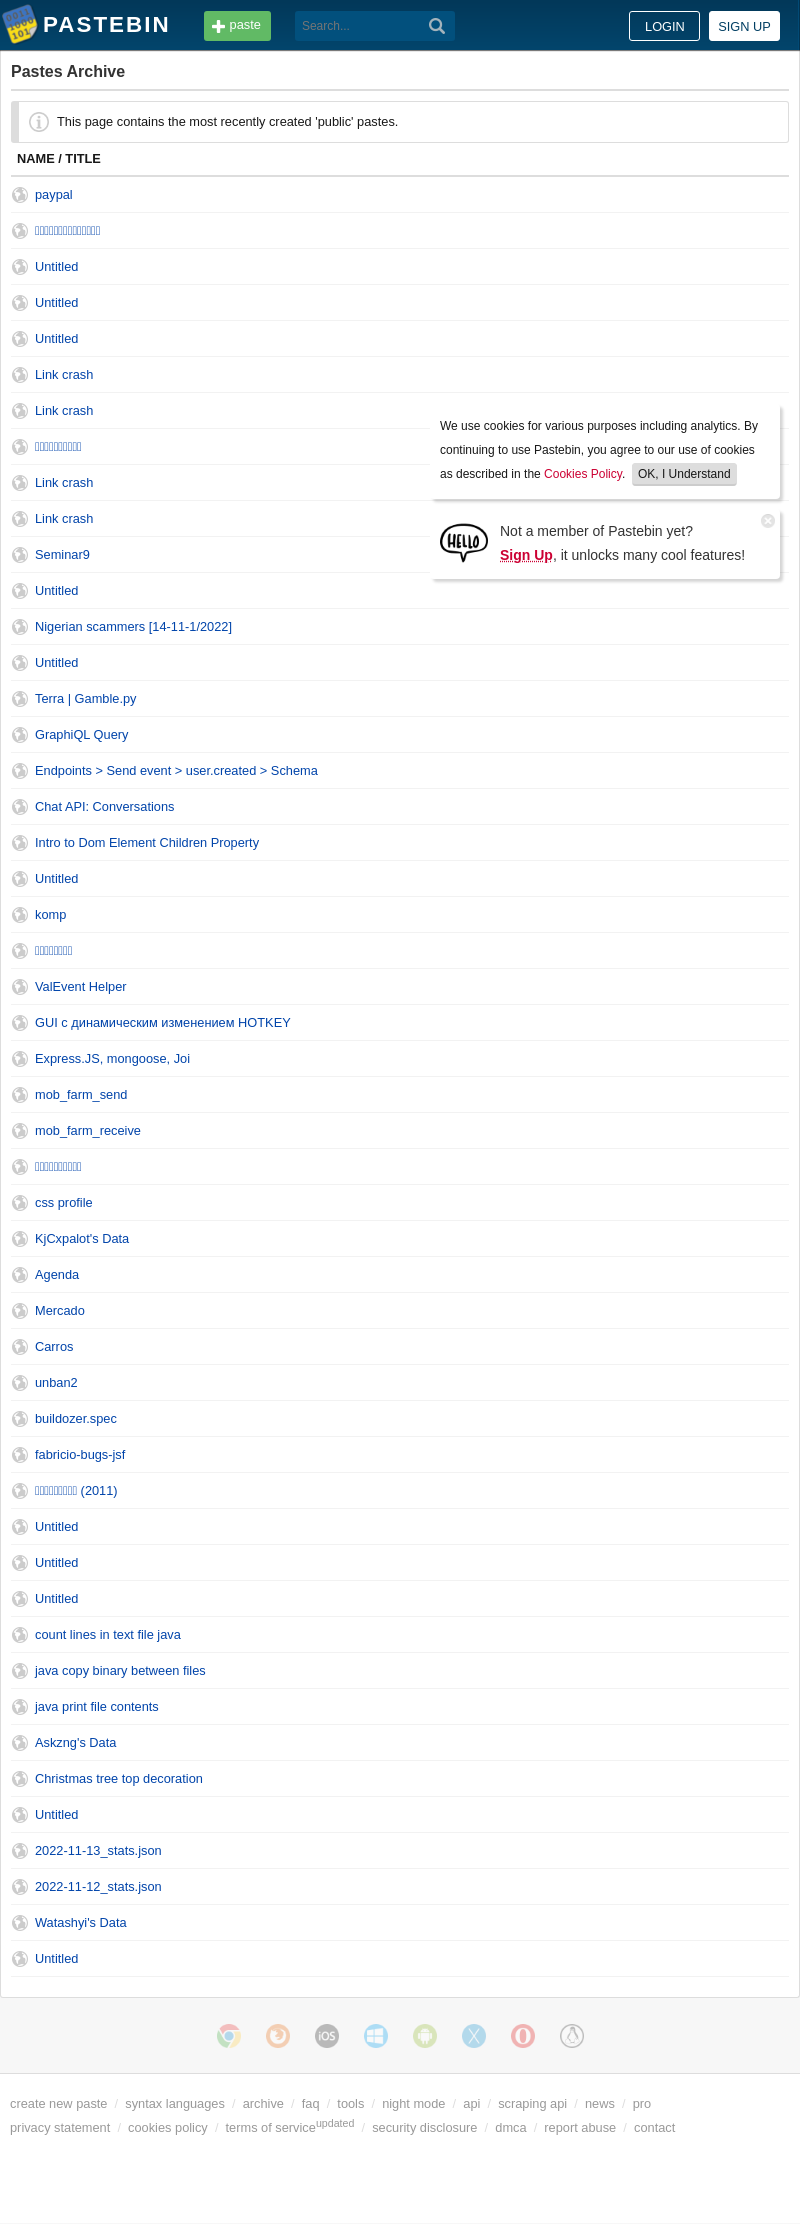 PASTEBIN
paste
Search...
LOGIN
SIGN UP
Pastes Archive
This page contains the most recently created 'public' pastes.
NAME / TITLE
paypal
Untitled
Untitled
Untitled
Link crash
Link crash
We use cookies for various purposes including analytics. By
continuing to use Pastebin, you agree to our use of cookies
as described in the Cookies Policy. OK, I Understand
Link crash
Link crash
HELLO
Not a member of Pastebin yet?
Sign Up, it unlocks many cool features!
Seminar9
Untitled
Nigerian scammers [14-11-1/2022]
Untitled
Terra | Gamble.py
GraphiQL Query
Endpoints > Send event > user.created > Schema
Chat API: Conversations
Intro to Dom Element Children Property
Untitled
komp
ValEvent Helper
GUI с динамическим изменением HOTKEY
Express.JS, mongoose, Joi
mob_farm_send
mob_farm_receive
css profile
KjCxpalot's Data
Agenda
Mercado
Carros
unban2
buildozer.spec
fabricio-bugs-jsf
(2011)
Untitled
Untitled
Untitled
count lines in text file java
java copy binary between files
java print file contents
Askzng's Data
Christmas tree top decoration
Untitled
2022-11-13_stats.json
2022-11-12_stats.json
Watashyi's Data
Untitled
iOS
create new paste / syntax languages / archive / faq / tools / night mode / api / scraping api / news / pro
privacy statement / cookies policy / terms of service updated / security disclosure / dmca / report abuse / contact